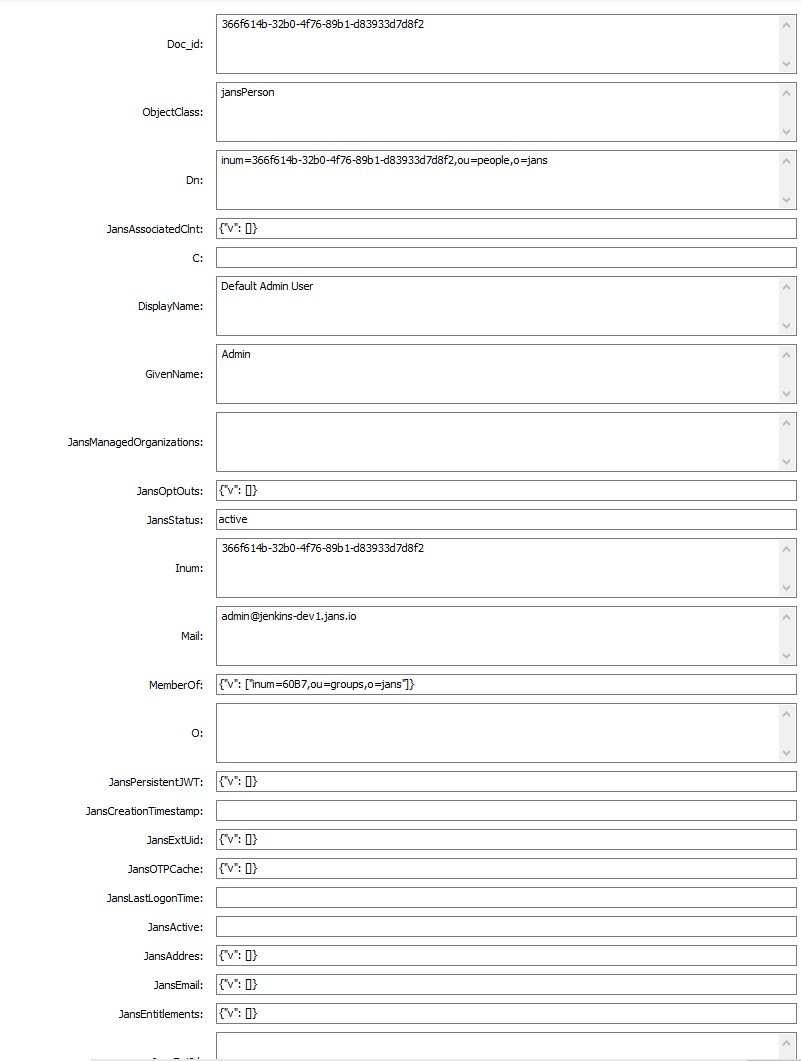 Doc_id: 366f614b-32b0-4f76-89b1-d83933d7d8f2
ObjectClass: jansPerson
Dn: inum=366f614b-32b0-4f76-89b1-d83933d7d8f2,ou=people,o=jans
JansAssociatedClnt: {"v": []}
C:
DisplayName: Default Admin User
GivenName: Admin
JansManagedOrganizations:
JansOptOuts: {"v": []}
JansStatus: active
Inum: 366f614b-32b0-4f76-89b1-d83933d7d8f2
Mail: admin@jenkins-dev1.jans.io
MemberOf: {"v": ["inum=60B7,ou=groups,o=jans"]}
O:
JansPersistentJWT: {"v": []}
JansCreationTimestamp:
JansExtUid: {"v": []}
JansOTPCache: {"v": []}
JansLastLogonTime:
JansActive:
JansAddres: {"v": []}
JansEmail: {"v": []}
JansEntitlements: {"v": []}